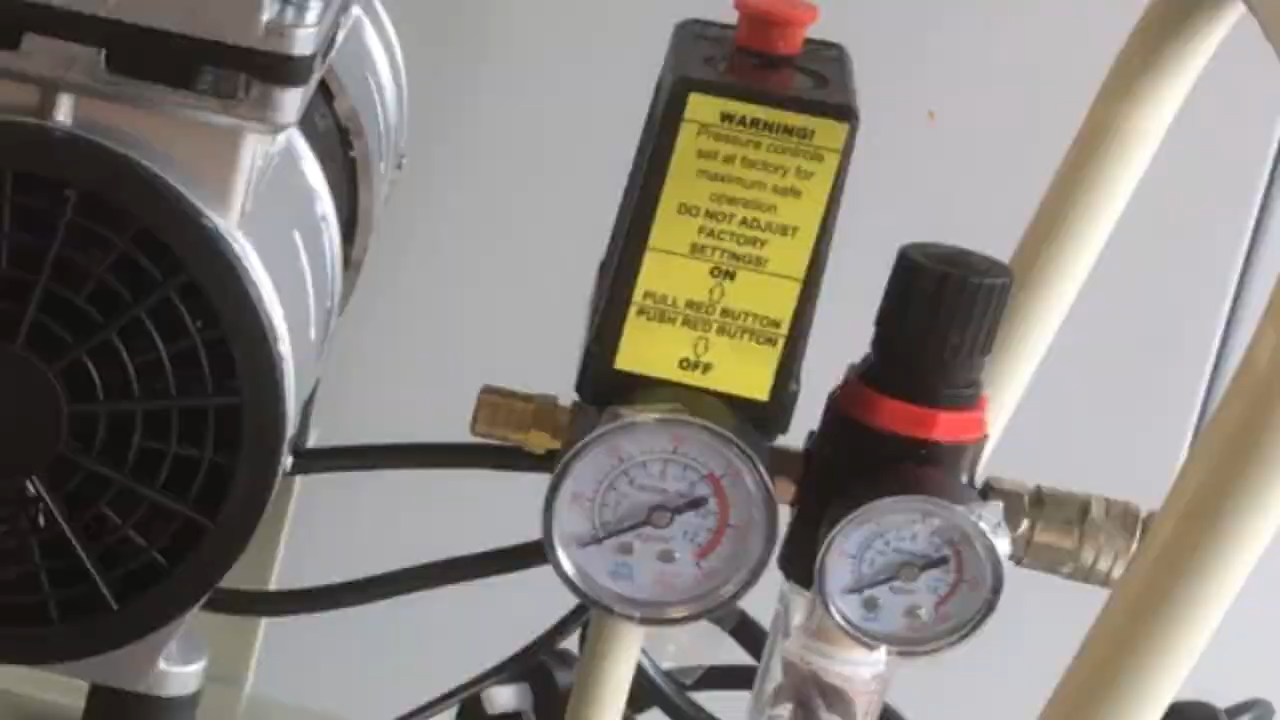 WARNING!
Pressure controls
set at factory for
maximum safe
operation
DO NOT ADJUST
FACTORY
SETTINGS!
ON
PULL RED BUTTON
PUSH RED BUTTON
OFF